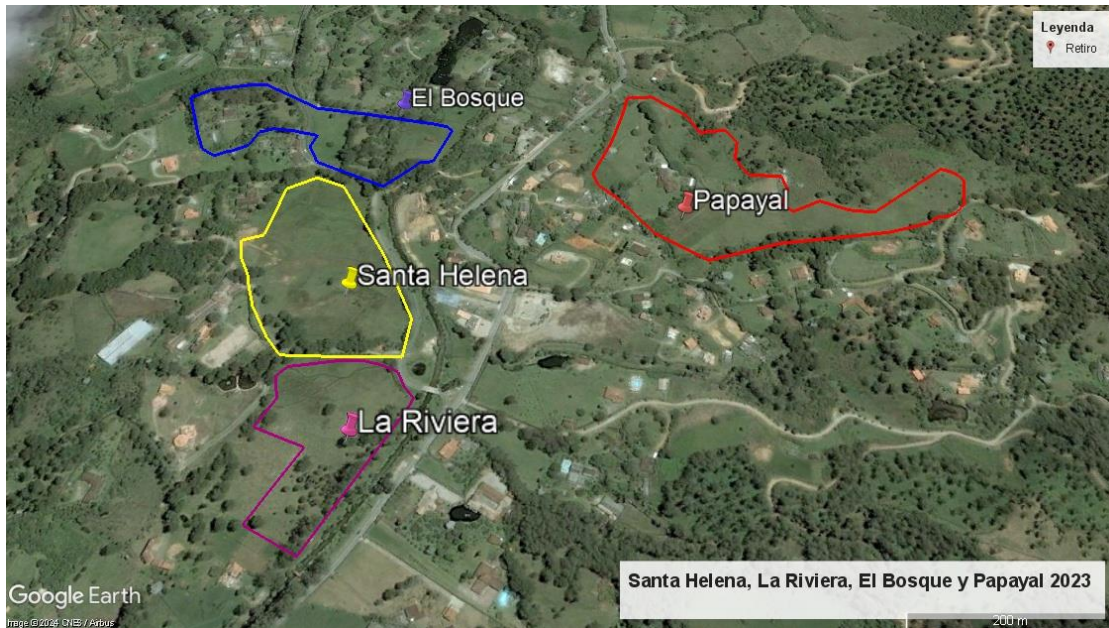 Leyenda
Retiro
El Bosque
Papayal
Santa Helena
La Riviera
Santa Helena, La Riviera, El Bosque y Papayal 2023
Google Earth
Image © 2024 CNES / Airbus
200 m